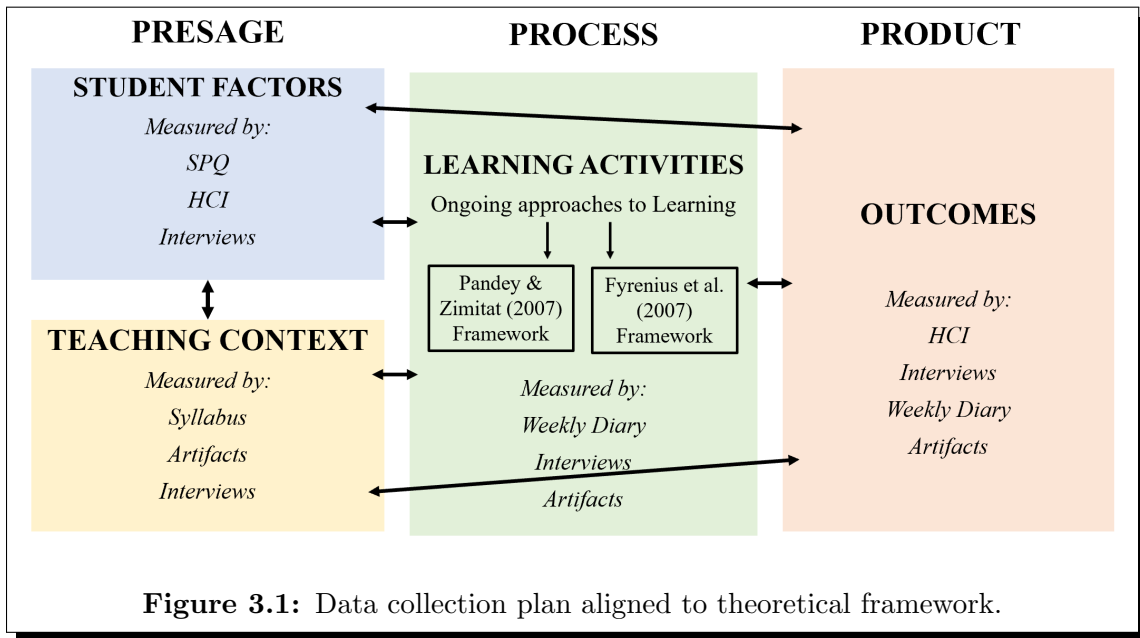 PRESAGE
STUDENT FACTORS
Measured by:
SPQ
HCI
Interviews
TEACHING CONTEXT
Measured by:
Syllabus
Artifacts
Interviews
PROCESS
LEARNING ACTIVITIES
Ongoing approaches to Learning
Pandey &
Zimitat (2007)
Framework
Fyrenius et al.
(2007)
Framework
Measured by:
Weekly Diary
Interviews
Artifacts
PRODUCT
OUTCOMES
Measured by:
HCI
Interviews
Weekly Diary
Artifacts
Figure 3.1: Data collection plan aligned to theoretical framework.